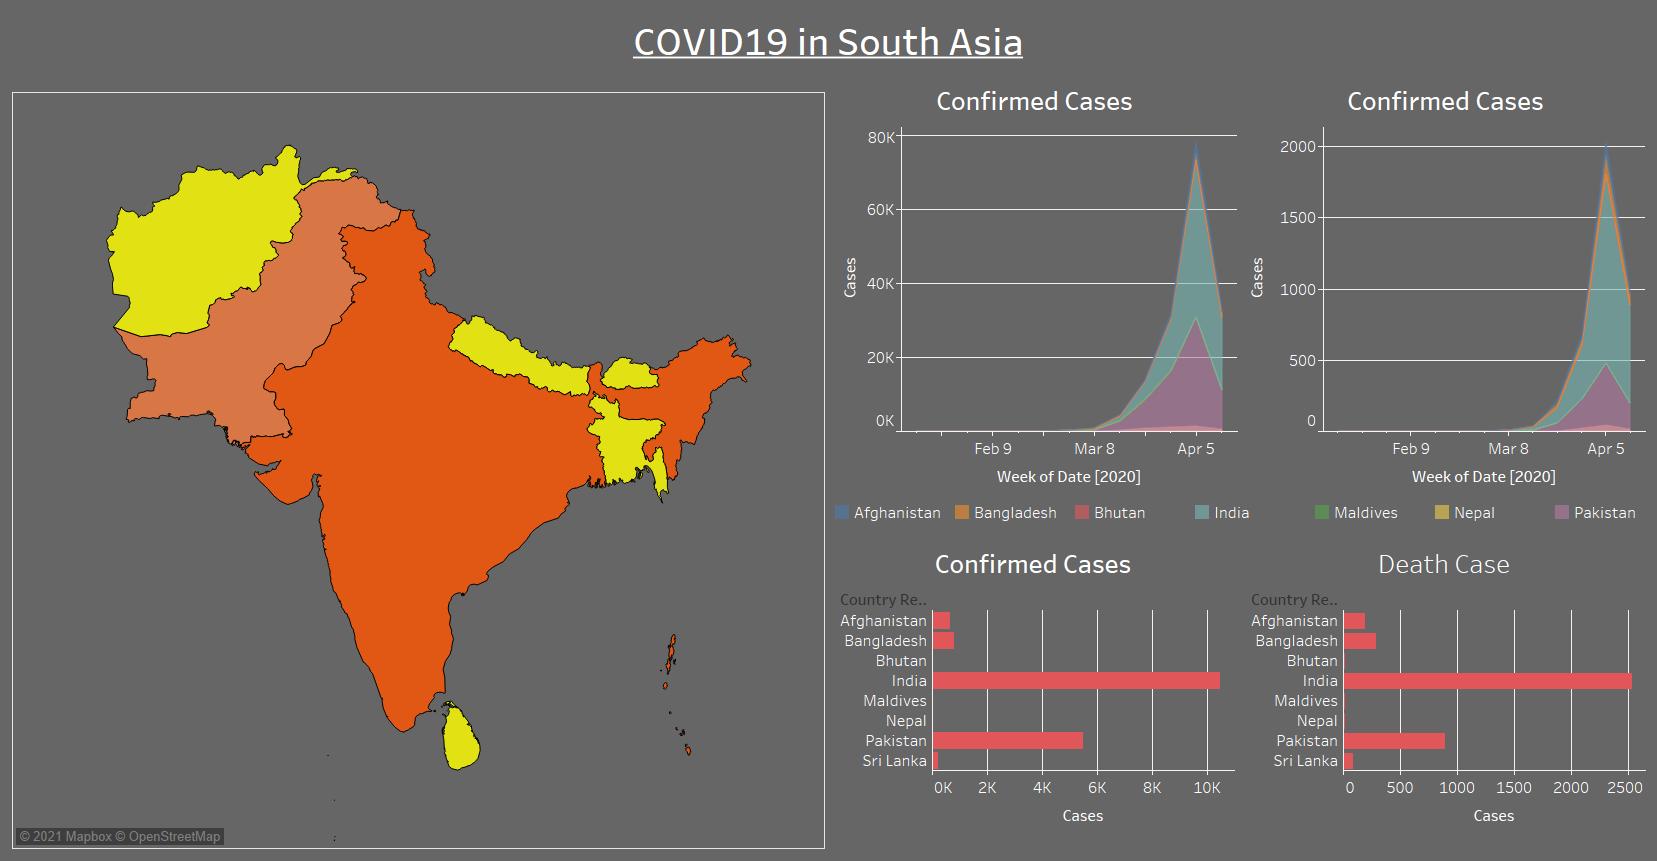 COVID19 in South Asia
© 2021 Mapbox © OpenStreetMap
Confirmed Cases
80K
60K
40K
20K
0K
Cases
Feb 9
Mar 8
Apr 5
Week of Date [2020]
Confirmed Cases
2000
1500
1000
500
0
Cases
Feb 9
Mar 8
Apr 5
Week of Date [2020]
Afghanistan Bangladesh Bhutan India Maldives Nepal Pakistan
Confirmed Cases
Country Re..
Afghanistan
Bangladesh
Bhutan
India
Maldives
Nepal
Pakistan
Sri Lanka
0K 2K 4K 6K 8K 10K
Cases
Death Case
Country Re..
Afghanistan
Bangladesh
Bhutan
India
Maldives
Nepal
Pakistan
Sri Lanka
0 500 1000 1500 2000 2500
Cases